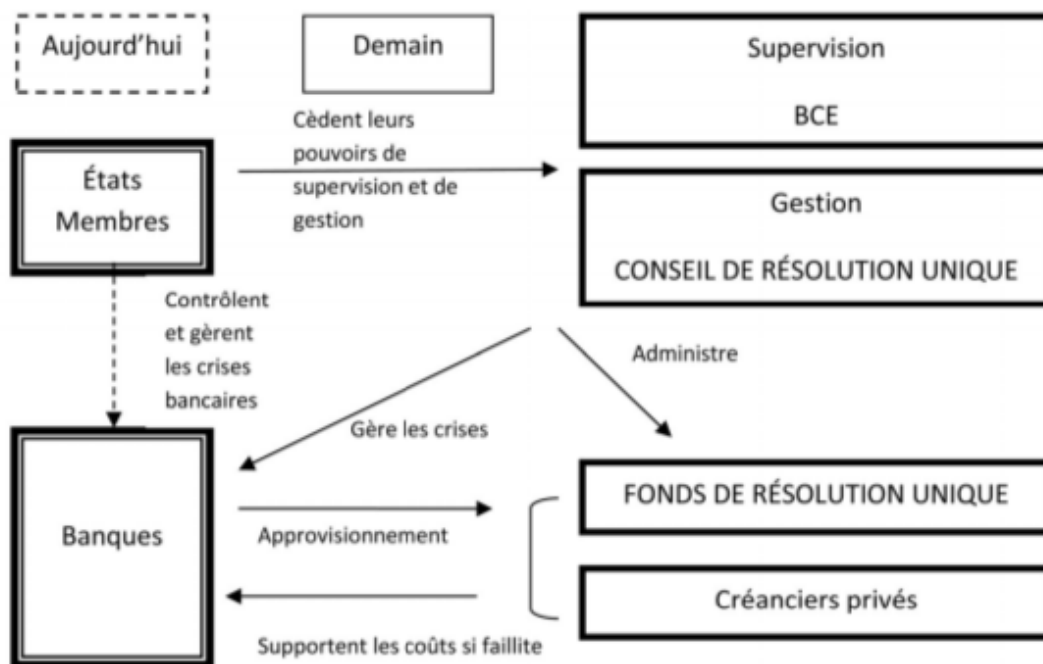 Aujourd'hui
Demain
Supervision
BCE
Cèdent leurs
pouvoirs de
supervision et de
gestion
États
Membres
Gestion
CONSEIL DE RÉSOLUTION UNIQUE
Contrôlent
et gèrent
les crises
bancaires
Administre
Gère les crises
Banques
FONDS DE RÉSOLUTION UNIQUE
Approvisionnement
Créanciers privés
Supportent les coûts si faillite